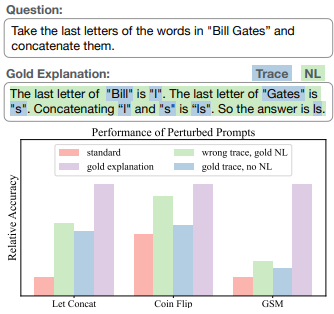 Question:
Take the last letters of the words in "Bill Gates” and
concatenate them.
Gold Explanation:
Trace NL
The last letter of "Bill" is "l". The last letter of "Gates" is
"s". Concatenating "l" and "s" is "ls". So the answer is ls.
Performance of Perturbed Prompts
standard wrong trace, gold NL
gold explanation gold trace, no NL
Relative Accuracy
Let Concat Coin Flip GSM